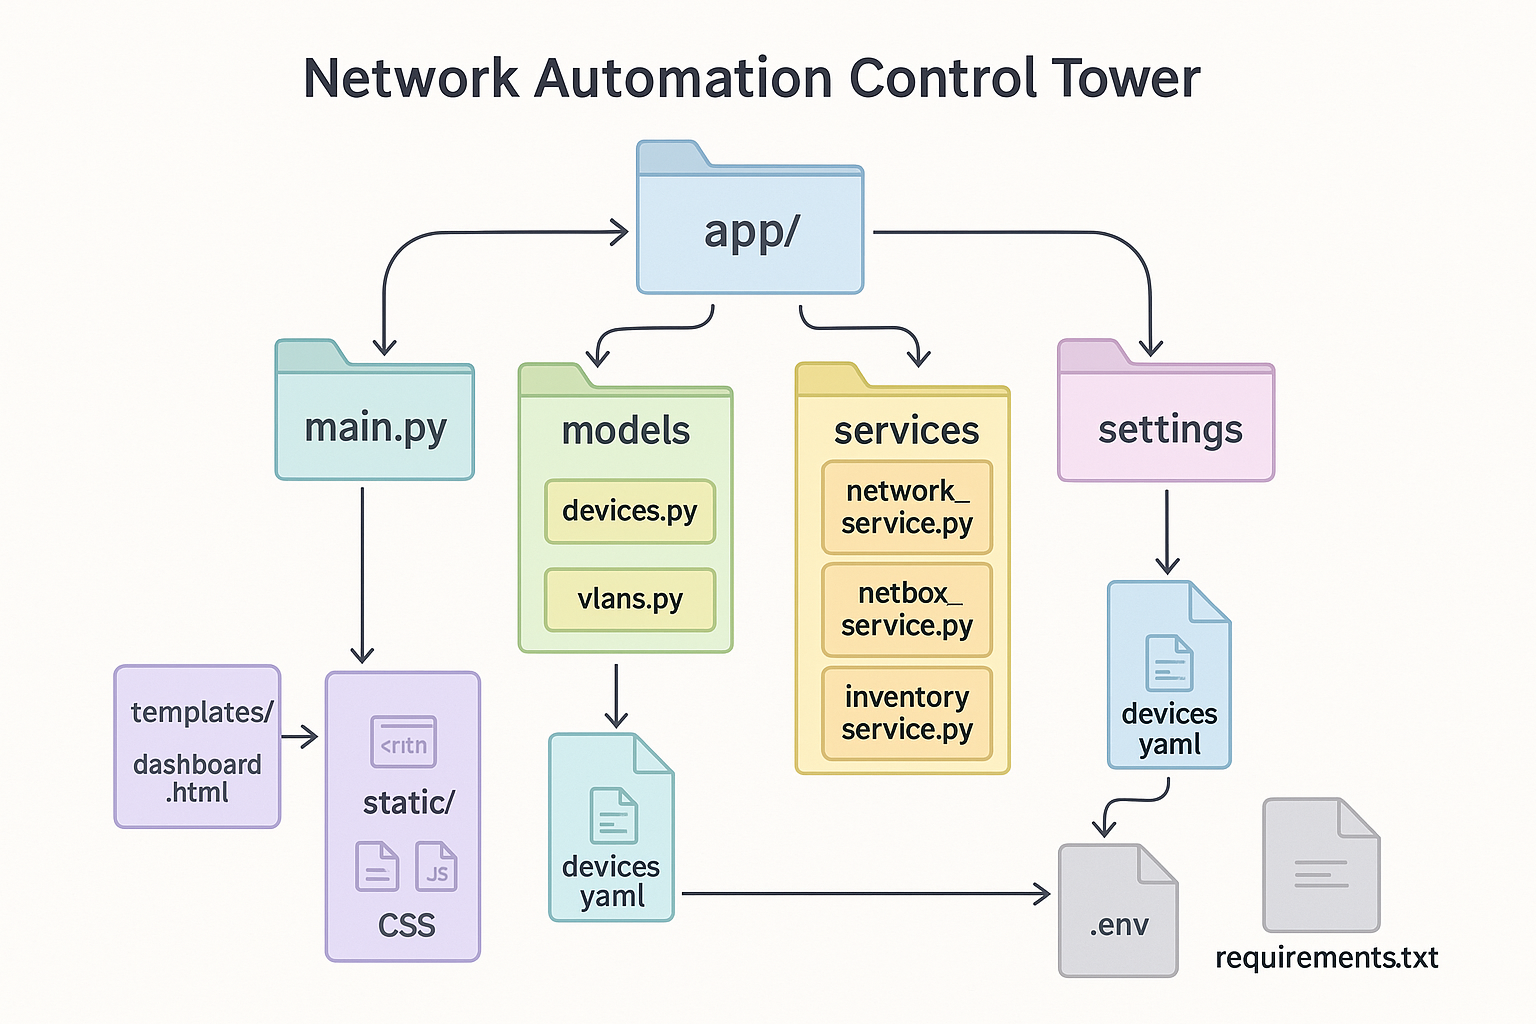 Network Automation Control Tower
app/
main.py
models
devices.py
vlans.py
services
network_
service.py
netbox_
service.py
inventory
service.py
settings
devices
yaml
templates/
dashboard
.html
<ritn
static/
JS
CSS
devices
yaml
.env
requirements.txt